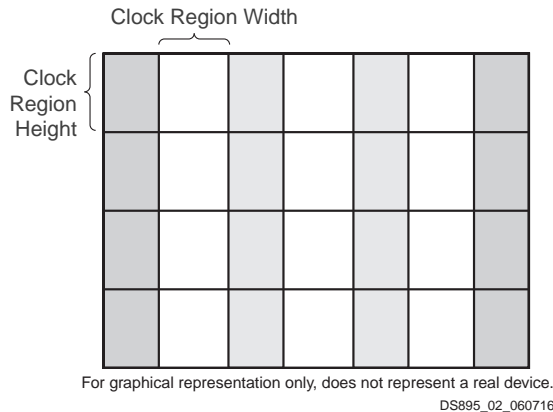 Clock Region Width
Clock
Region
Height
For graphical representation only, does not represent a real device.
DS895_02_060716